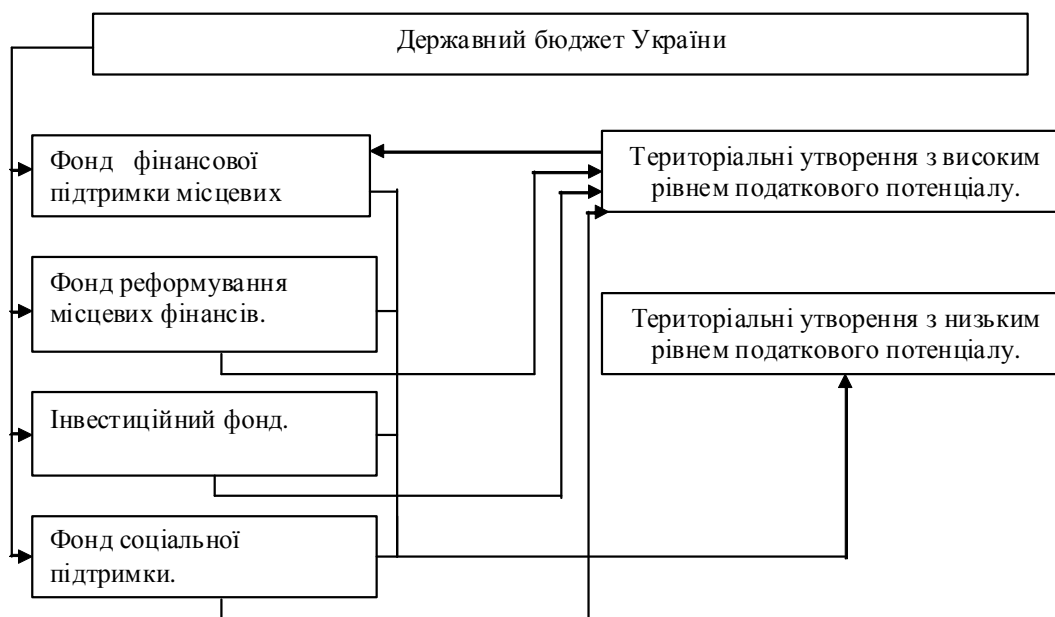 Державний бюджет України
Фонд фінансової
підтримки місцевих
Територіальні утворення з високим
рівнем податкового потенціалу.
Фонд реформування
місцевих фінансів.
Територіальні утворення з низьким
рівнем податкового потенціалу.
Інвестиційний фонд.
Фонд соціальної
підтримки.